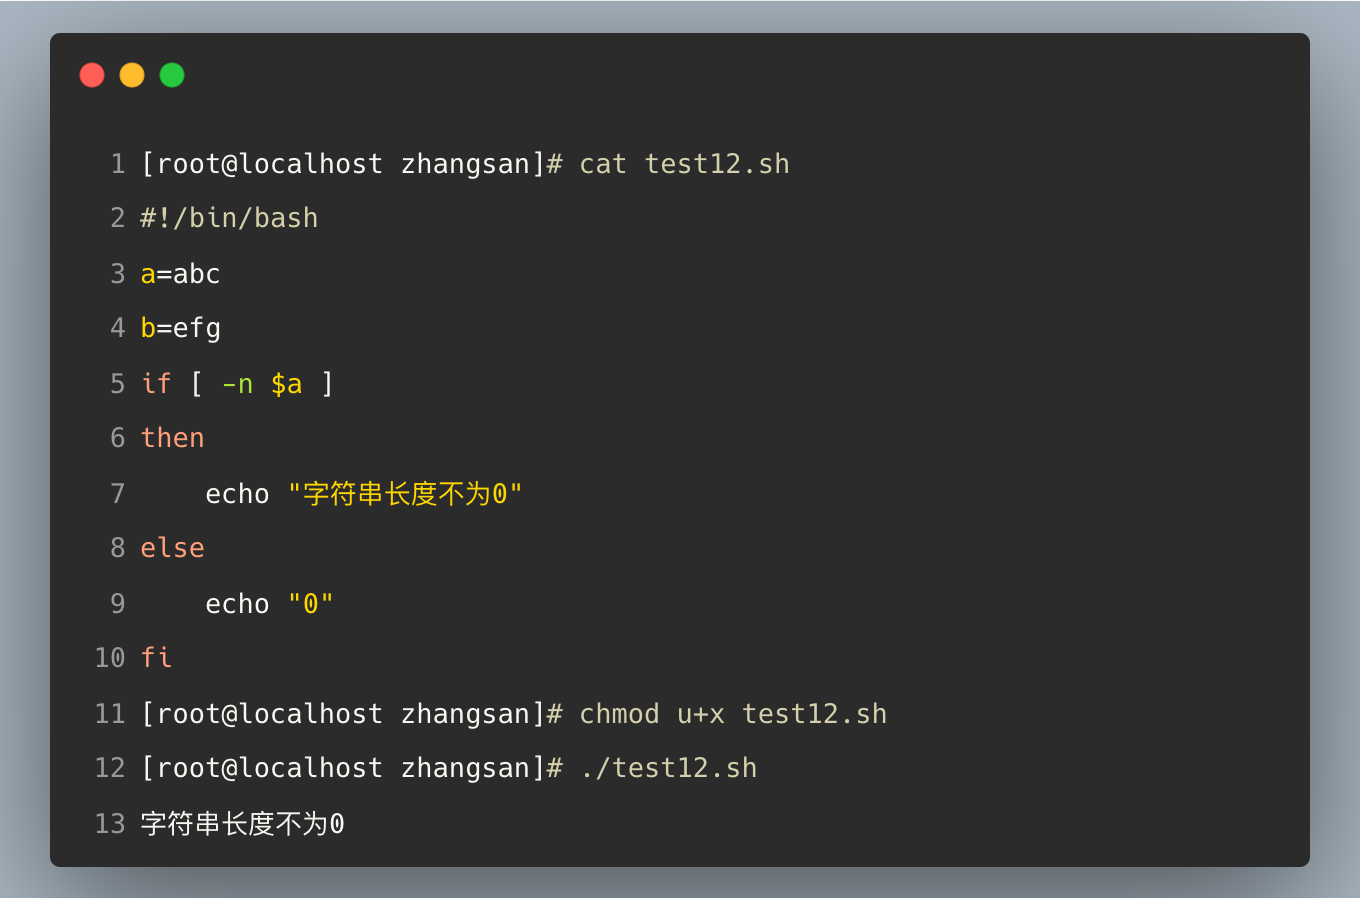 1 [root@localhost zhangsan]# cat test12.sh
2 #!/bin/bash
3 a=abc
4 b=efg
5 if [ -n $a ]
6 then
7     echo "字符串长度不为0"
8 else
9     echo "0"
10 fi
11 [root@localhost zhangsan]# chmod u+x test12.sh
12 [root@localhost zhangsan]# ./test12.sh
13 字符串长度不为0